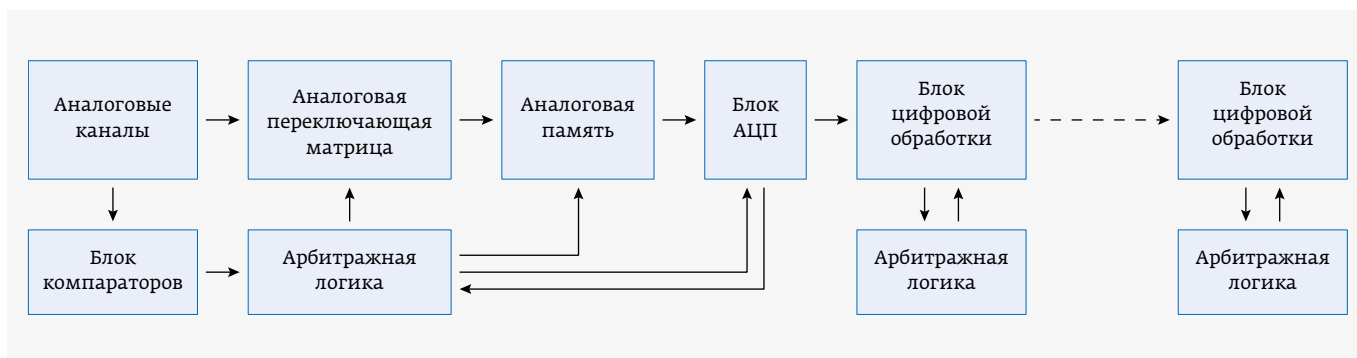 Аналоговые
каналы
Аналоговая
переключающая
матрица
Аналоговая
память
Блок
АЦП
Блок
цифровой
обработки
Блок
цифровой
обработки
Блок
компараторов
Арбитражная
логика
Арбитражная
логика
Арбитражная
логика